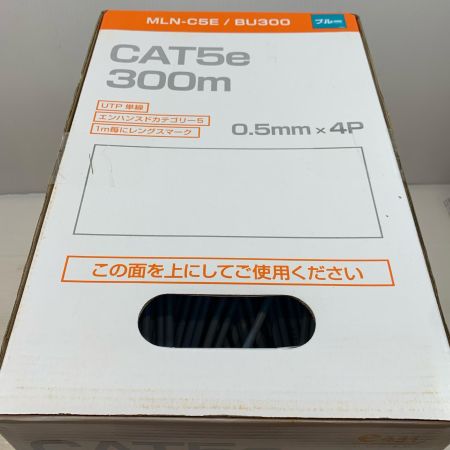 MLN-C5E / BU300 ブルー
CAT5e
300m
UTP 単線
エンハンスドカテゴリー5
1m毎にレングスマーク
0.5mm×4P
この面を上にしてご使用ください